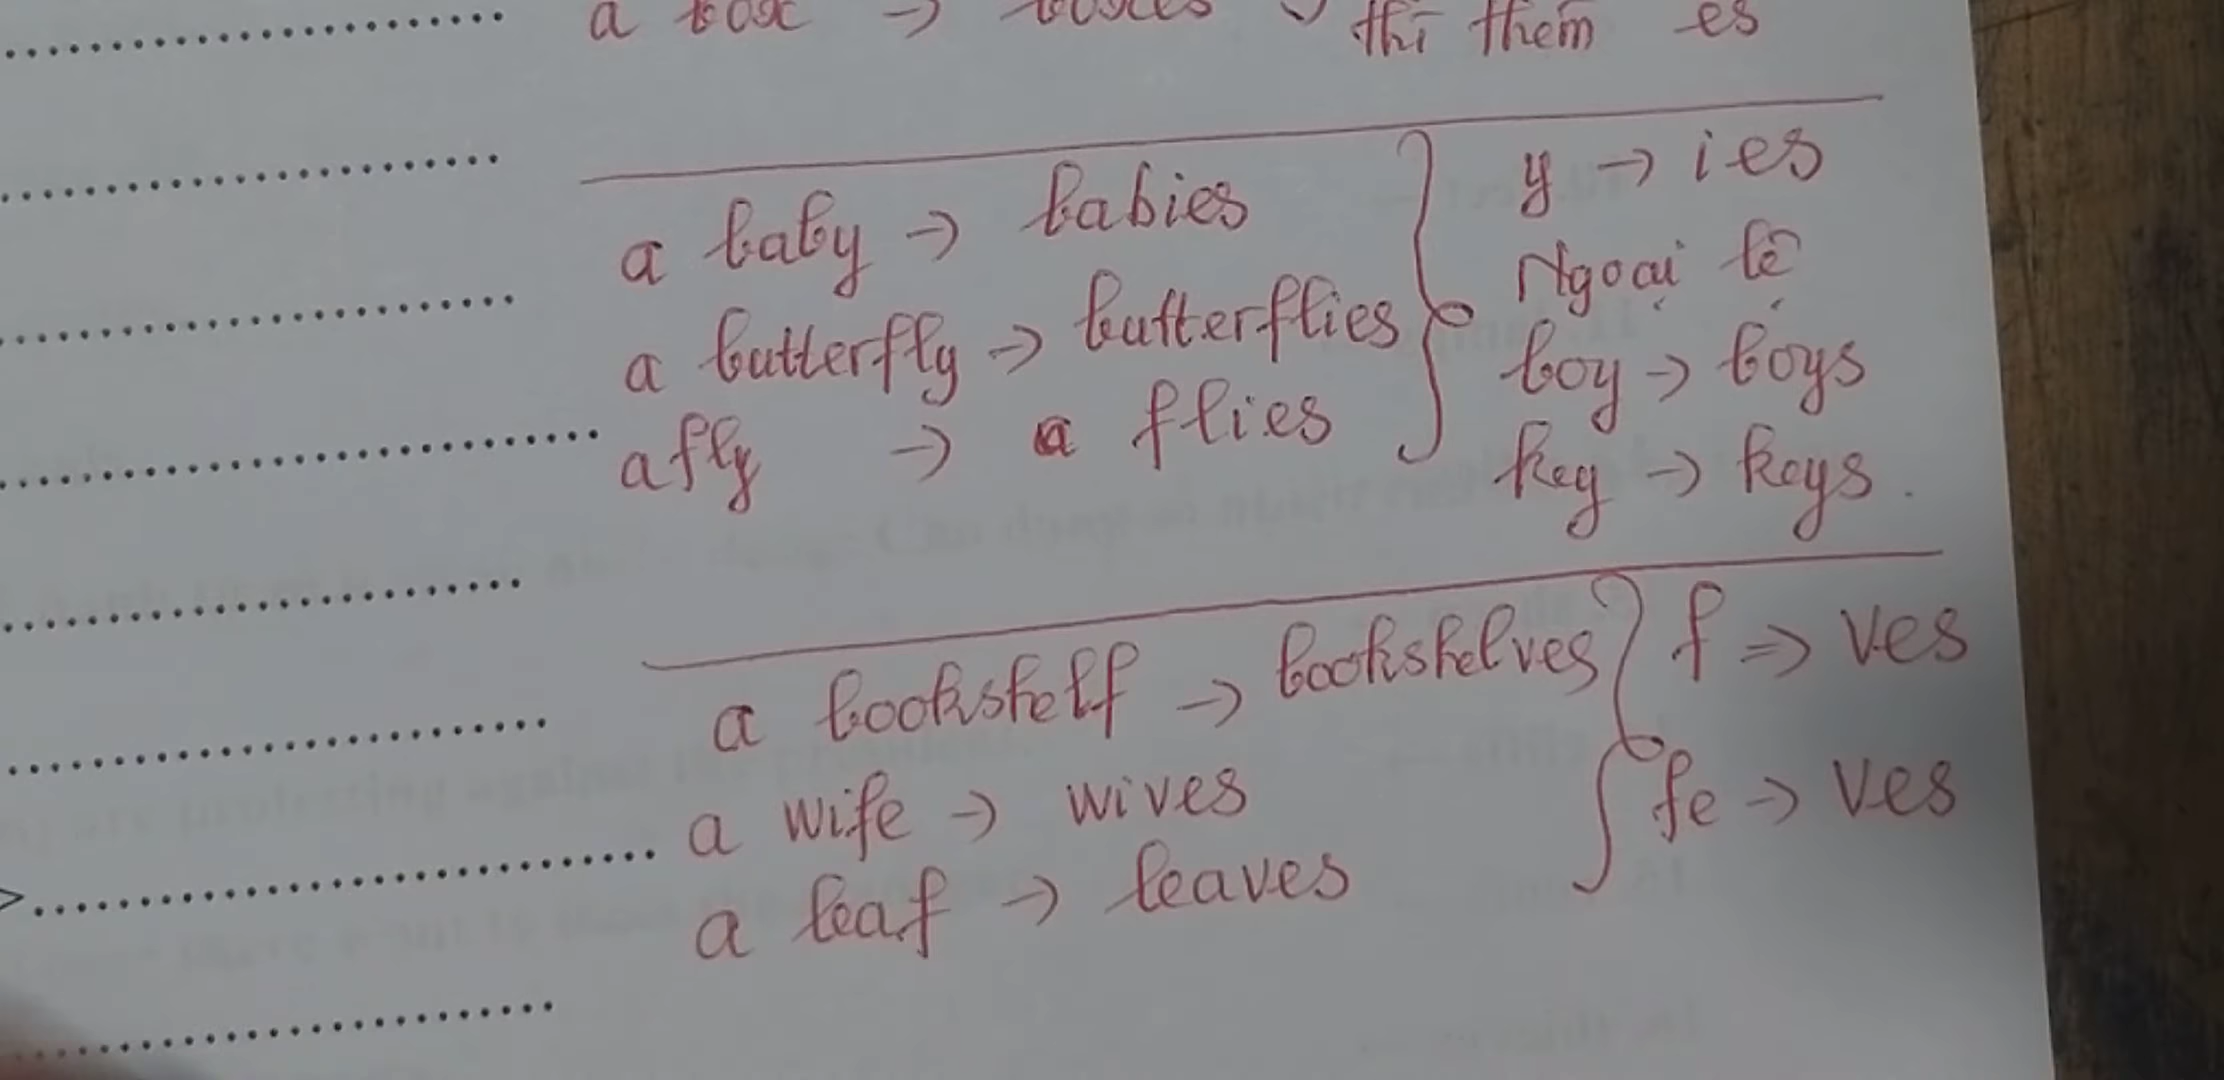 a box → boxes thì thêm es
a baby → babies y → ies
a butterfly → butterflies Ngoại lệ
a fly → a flies boy → boys
key → keys.
a bookshelf → bookshelves f ⇒ ves
a wife → wives fe → ves
a leaf → leaves